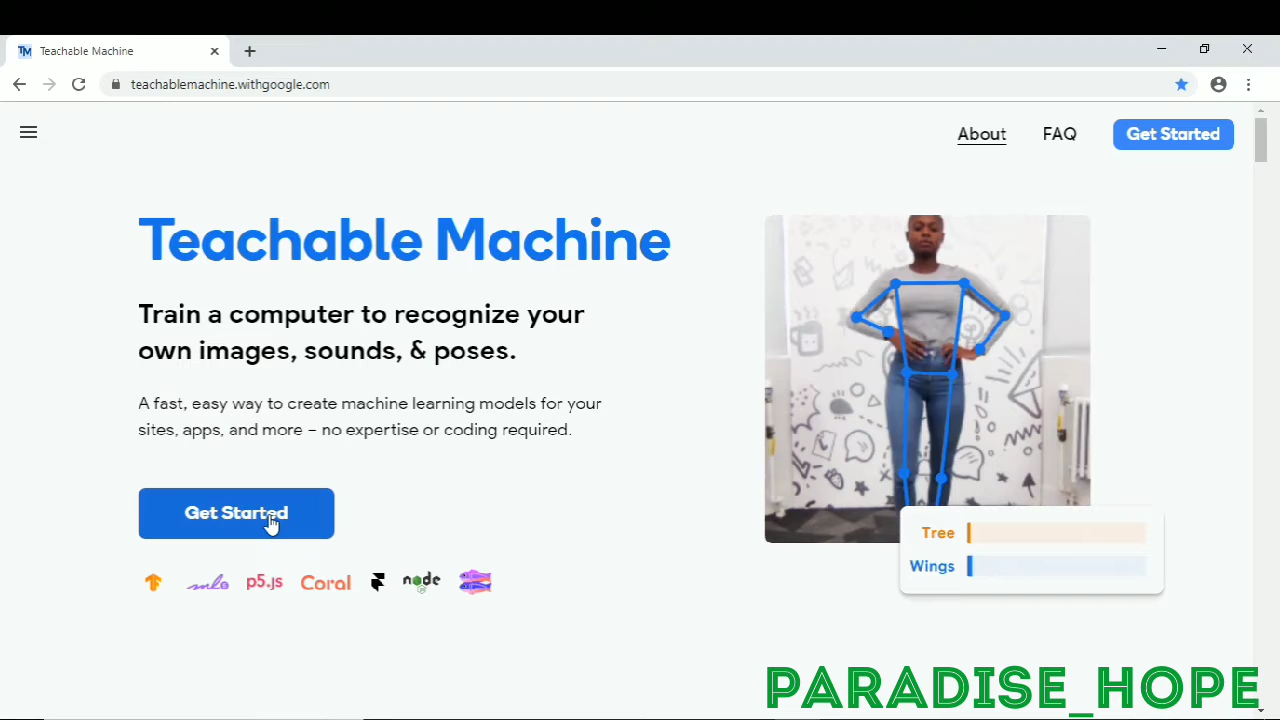 Teachable Machine
teachablemachine.withgoogle.com
About FAQ Get Started
Teachable Machine
Train a computer to recognize your
own images, sounds, & poses.
A fast, easy way to create machine learning models for your
sites, apps, and more – no expertise or coding required.
Get Started
p5.js Coral node
Tree
Wings
PARADISE_HOPE